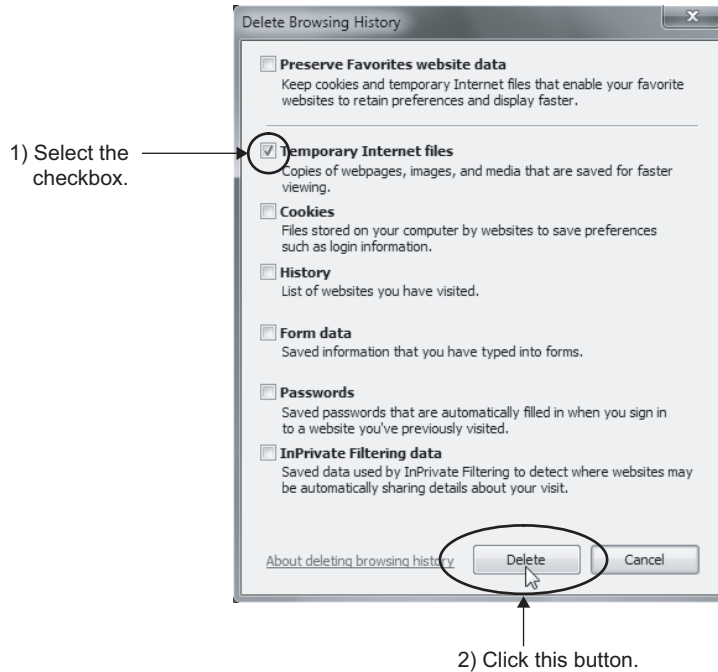 Delete Browsing History
Preserve Favorites website data
Keep cookies and temporary Internet files that enable your favorite
websites to retain preferences and display faster.
1) Select the
checkbox.
Temporary Internet files
Copies of webpages, images, and media that are saved for faster
viewing.
Cookies
Files stored on your computer by websites to save preferences
such as login information.
History
List of websites you have visited.
Form data
Saved information that you have typed into forms.
Passwords
Saved passwords that are automatically filled in when you sign in
to a website you've previously visited.
InPrivate Filtering data
Saved data used by InPrivate Filtering to detect where websites may
be automatically sharing details about your visit.
About deleting browsing history
Delete
Cancel
2) Click this button.